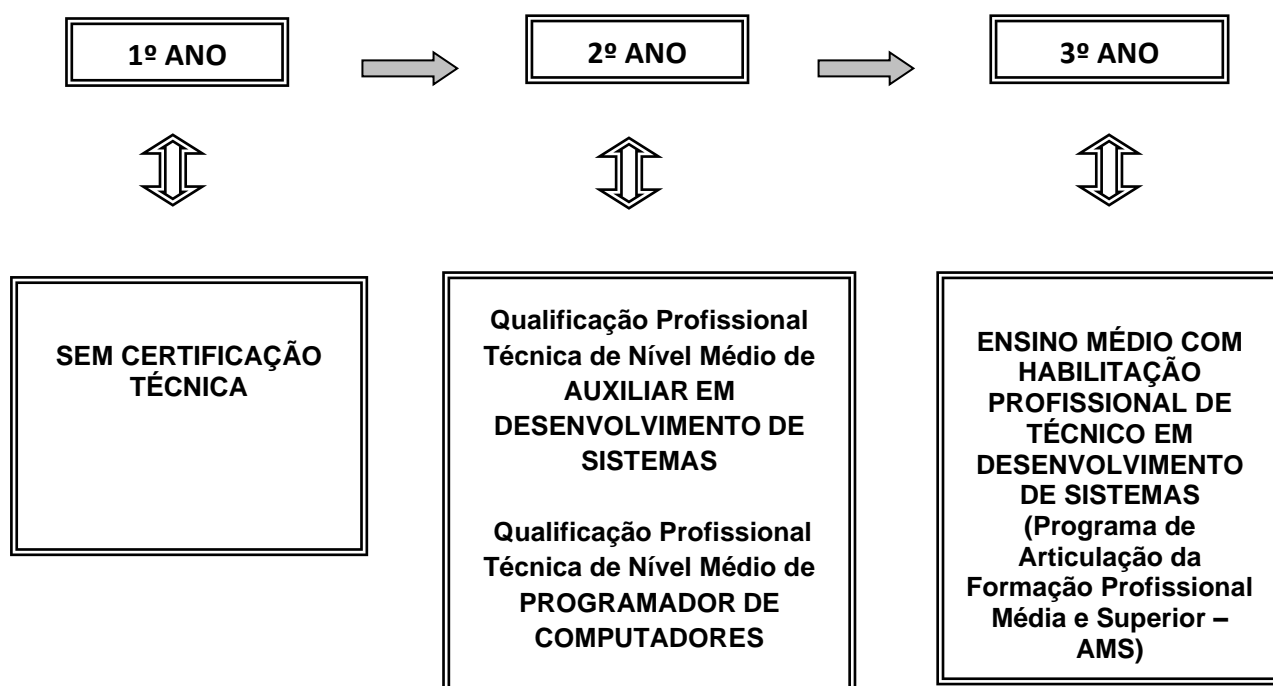 1º ANO
2º ANO
3º ANO
SEM CERTIFICAÇÃO
TÉCNICA
Qualificação Profissional
Técnica de Nível Médio de
AUXILIAR EM
DESENVOLVIMENTO DE
SISTEMAS
Qualificação Profissional
Técnica de Nível Médio de
PROGRAMADOR DE
COMPUTADORES
ENSINO MÉDIO COM
HABILITAÇÃO
PROFISSIONAL DE
TÉCNICO EM
DESENVOLVIMENTO
DE SISTEMAS
(Programa de
Articulação da
Formação Profissional
Média e Superior –
AMS)